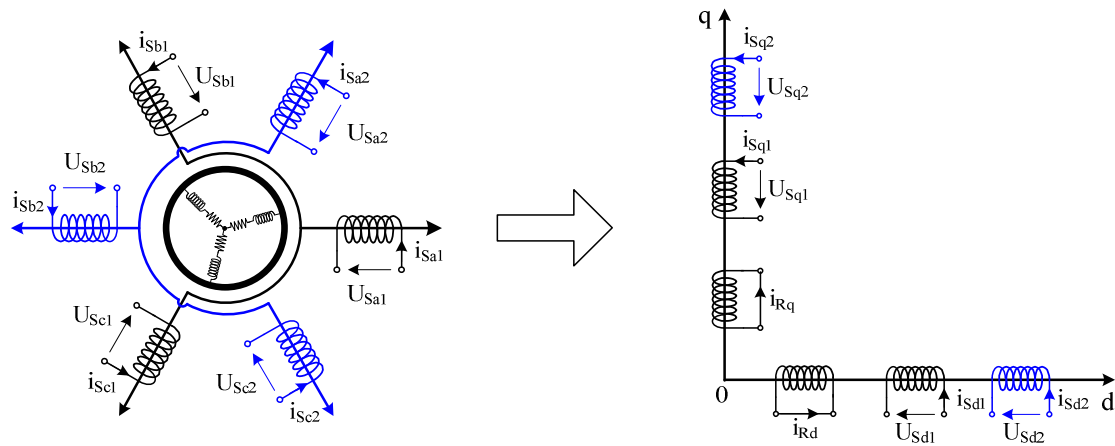 iSb1
USb1
iSa2
USa2
USb2
iSb2
iSa1
USa1
USc1
iSc1
USc2
iSc2
q
iSq2
USq2
iSq1
USq1
iRq
0
iRd
USd1
iSd1
USd2
iSd2
d